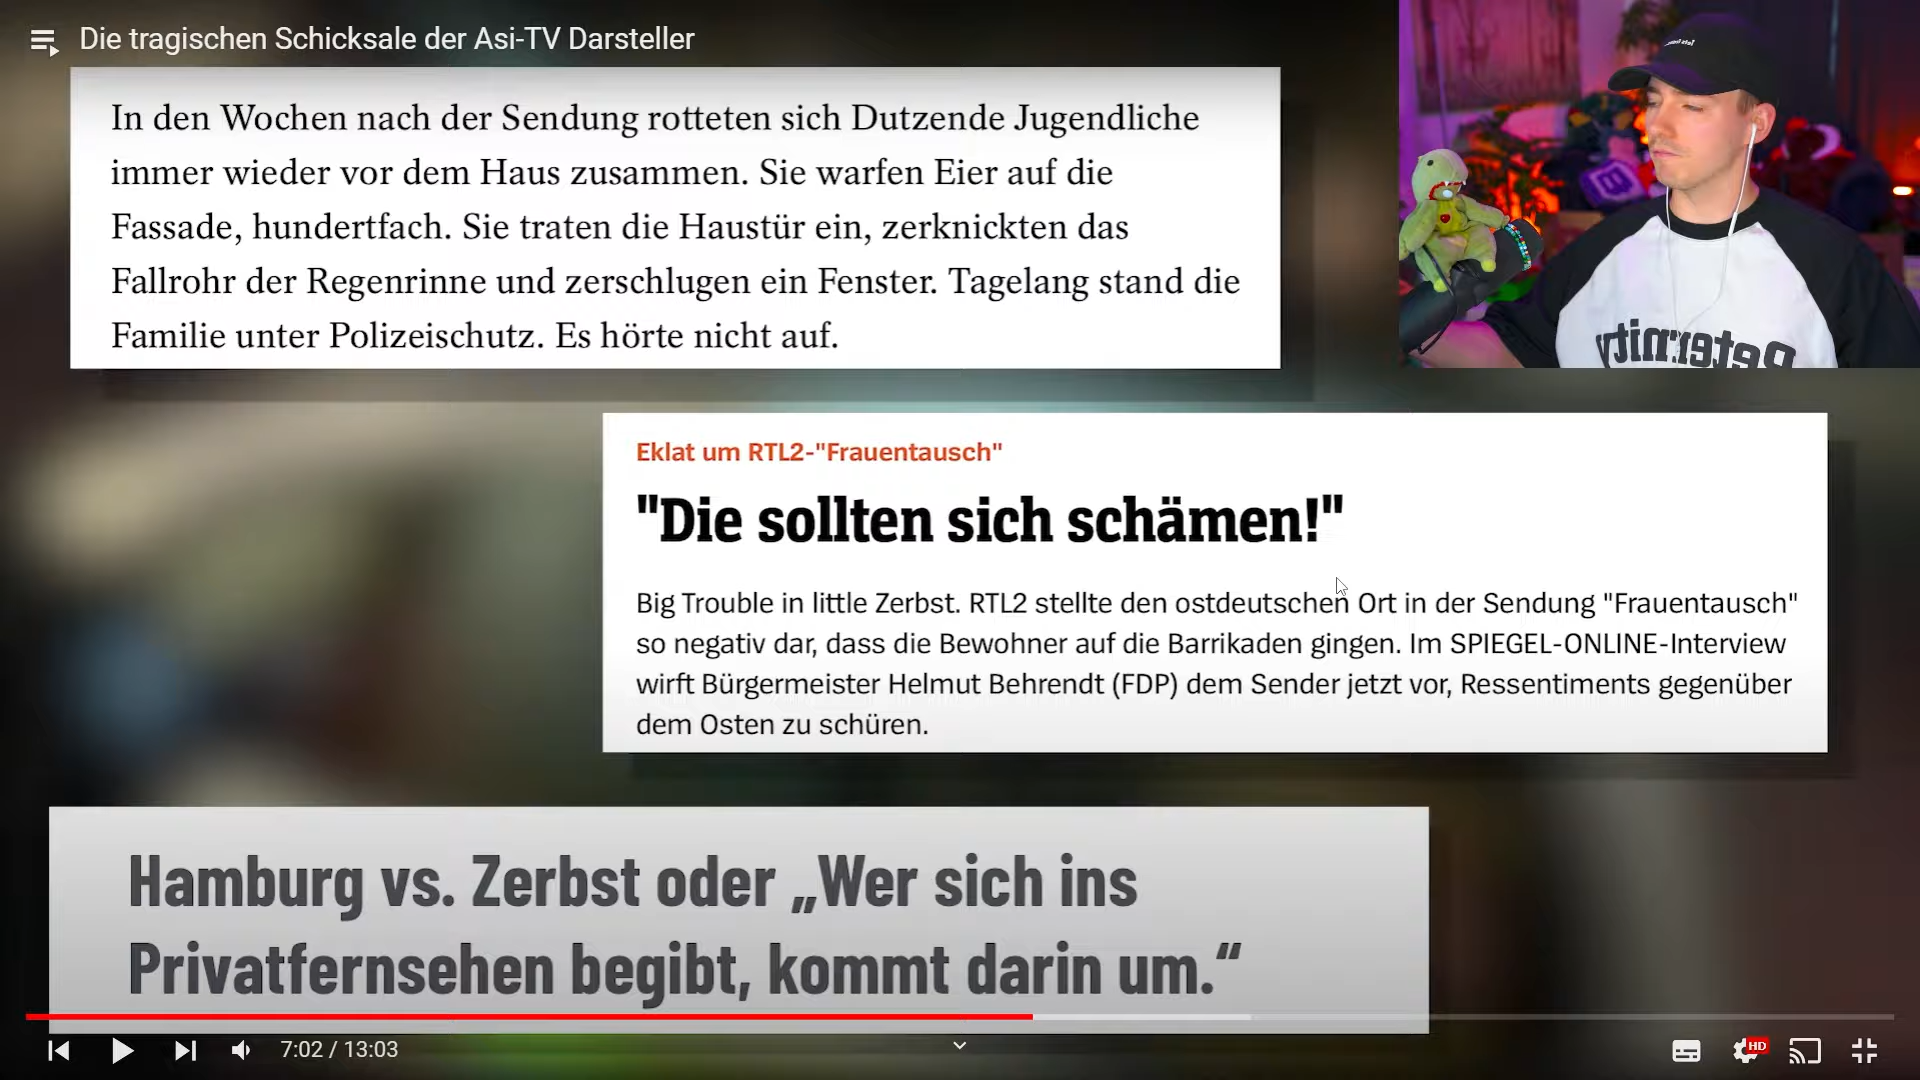 Die tragischen Schicksale der Asi-TV Darsteller
In den Wochen nach der Sendung rotteten sich Dutzende Jugendliche
immer wieder vor dem Haus zusammen. Sie warfen Eier auf die
Fassade, hundertfach. Sie traten die Haustür ein, zerknickten das
Fallrohr der Regenrinne und zerschlugen ein Fenster. Tagelang stand die
Familie unter Polizeischutz. Es hörte nicht auf.
Eklat um RTL2-"Frauentausch"
"Die sollten sich schämen!"
Big Trouble in little Zerbst. RTL2 stellte den ostdeutschen Ort in der Sendung "Frauentausch"
so negativ dar, dass die Bewohner auf die Barrikaden gingen. Im SPIEGEL-ONLINE-Interview
wirft Bürgermeister Helmut Behrendt (FDP) dem Sender jetzt vor, Ressentiments gegenüber
dem Osten zu schüren.
Hamburg vs. Zerbst oder „Wer sich ins
Privatfernsehen begibt, kommt darin um.“
7:02 / 13:03
HD